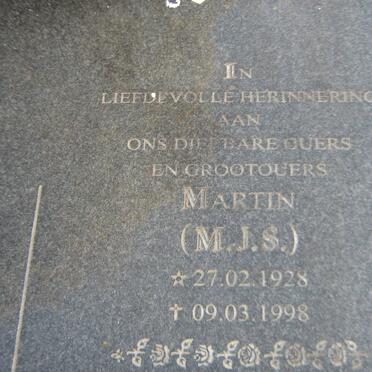 In
liefdevolle herinnering
aan
ons dierbare ouers
en grootouers
Martin
(M.J.S.)
☆ 27.02.1928
† 09.03.1998